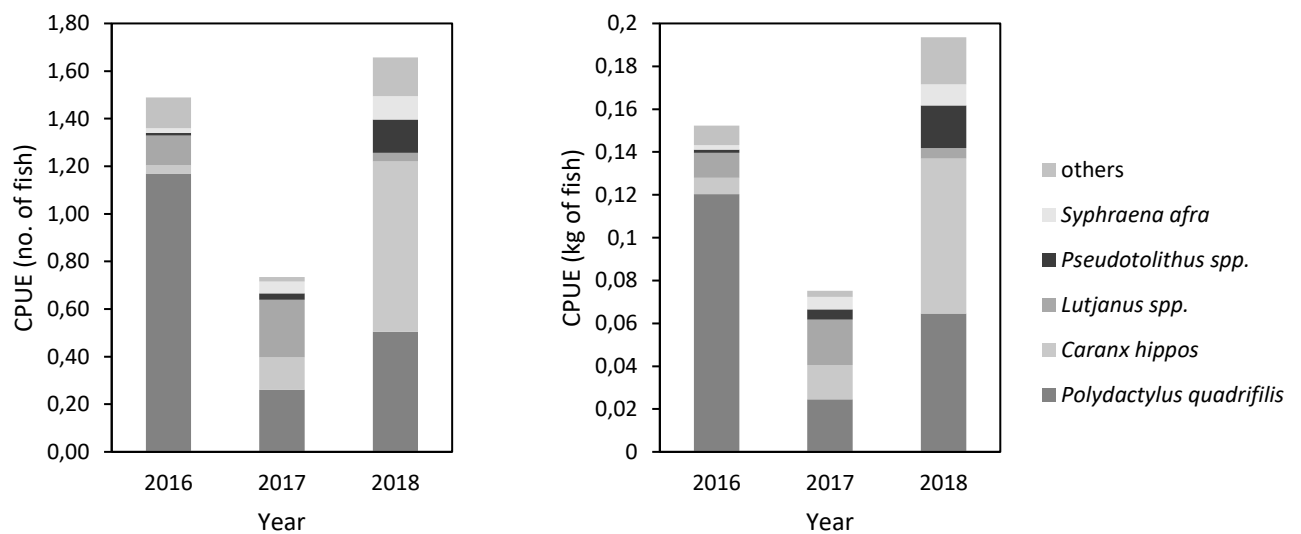 CPUE (no. of fish)
1,80
1,60
1,40
1,20
1,00
0,80
0,60
0,40
0,20
0,00
2016 2017 2018
Year
CPUE (kg of fish)
0,2
0,18
0,16
0,14
0,12
0,1
0,08
0,06
0,04
0,02
0
2016 2017 2018
Year
others
Syphraena afra
Pseudotolithus spp.
Lutjanus spp.
Caranx hippos
Polydactylus quadrifilis